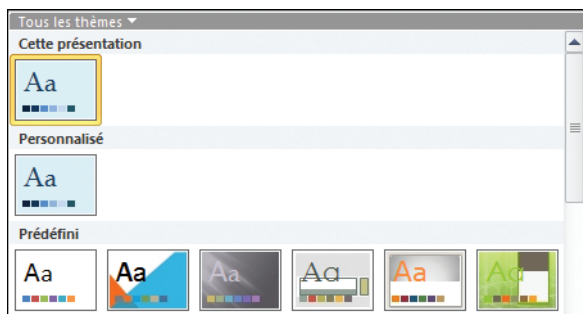 Tous les thèmes
Cette présentation
Aa
Personnalisé
Aa
Prédéfini
Aa Aa Aa Aa Aa Aa